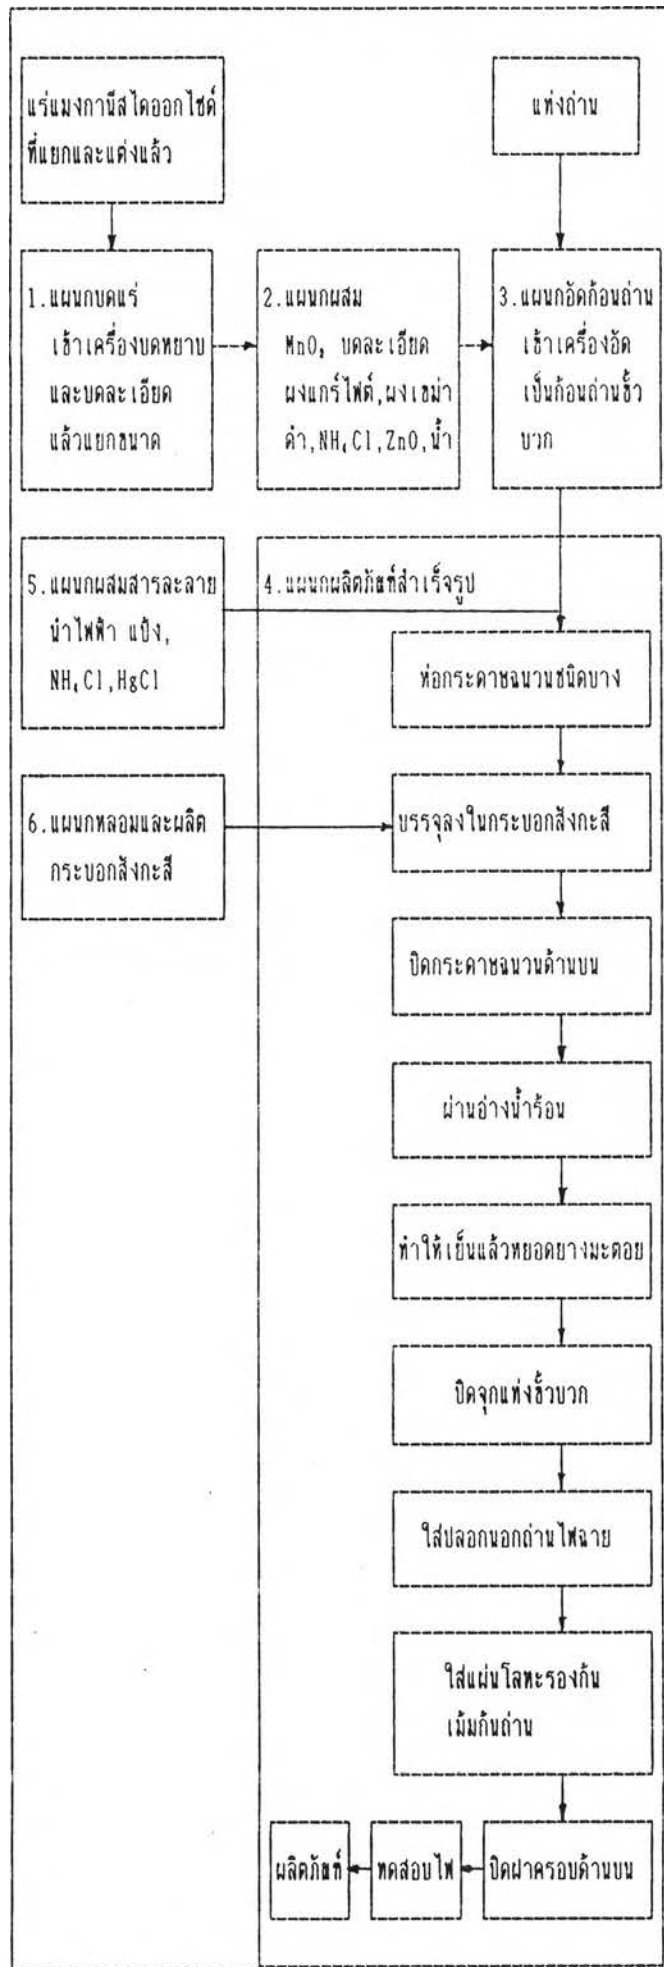 แร่แมงกานีสไดออกไซด์
ที่แยกและแต่งแล้ว
แท่งถ่าน
1.แผนกบดแร่
เข้าเครื่องบดหยาบ
และบดละเอียด
แล้วแยกขนาด
2.แผนกผสม
MnO₂ บดละเอียด
ผงแกร์ไฟต์,ผงเขม่า
ดำ,NH₄Cl,ZnO,น้ำ
3.แผนกอัดก้อนถ่าน
เข้าเครื่องอัด
เป็นก้อนถ่านขั้ว
บวก
5.แผนกผสมสารละลาย
นำไฟฟ้า แป้ง,
NH₄Cl,HgCl
4.แผนกผลิตภัณฑ์สำเร็จรูป
ห่อกระดาษฉนวนชนิดบาง
6.แผนกหลอมและผลิต
กระบอกสังกะสี
บรรจุลงในกระบอกสังกะสี
ปิดกระดาษฉนวนด้านบน
ผ่านอ่างน้ำร้อน
ทำให้เย็นแล้วหยอดยางมะตอย
ปิดจุกแท่งขั้วบวก
ใส่ปลอกนอกถ่านไฟฉาย
ใส่แผ่นโลหะรองก้น
เม้มก้นถ่าน
ผลิตภัณฑ์
ทดสอบไฟ
ปิดฝาครอบด้านบน